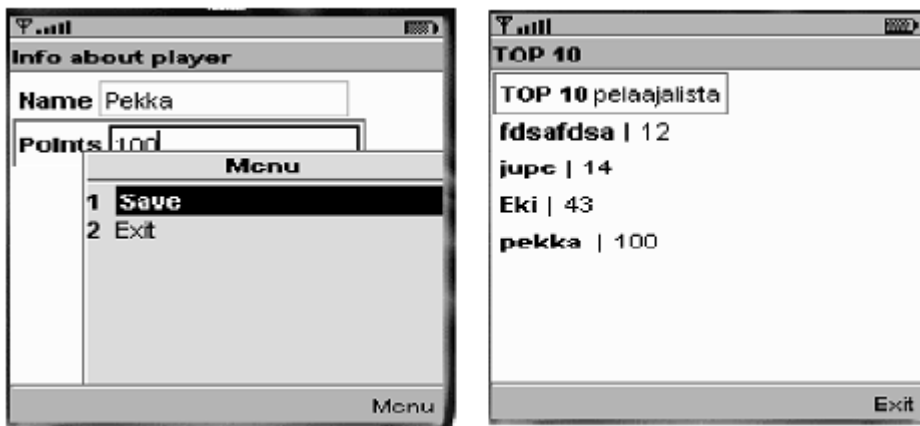 Info about player
Name Pekka
Points 100
Menu
1 Save
2 Exit
Menu
TOP 10
TOP 10 pelaajalista
fdsafdsa | 12
jupe | 14
Eki | 43
pekka | 100
Exit